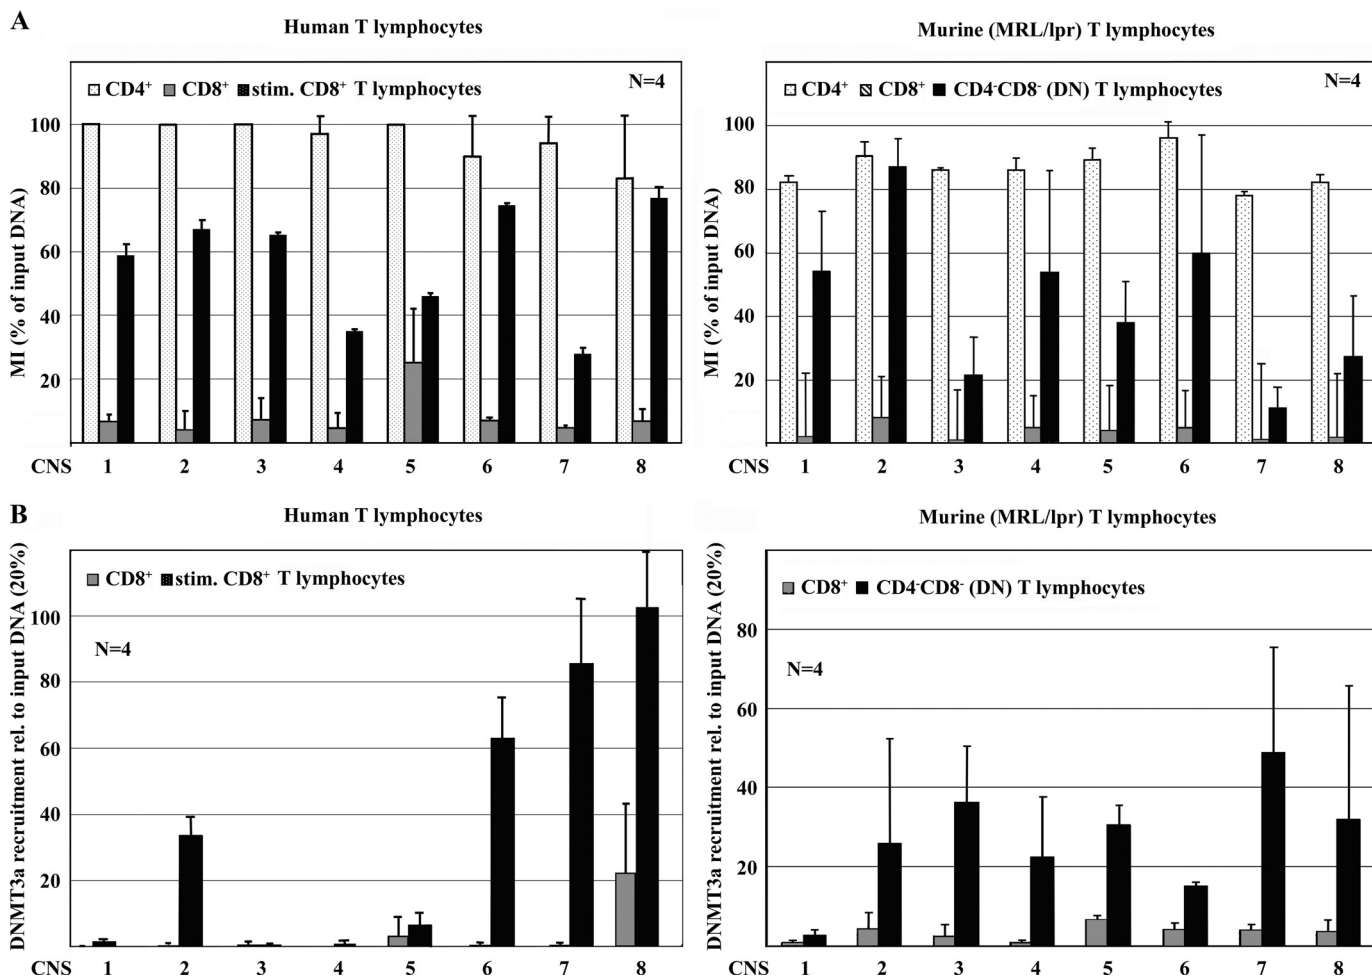 A
Human T lymphocytes
CD4⁺ CD8⁺ stim. CD8⁺ T lymphocytes
N=4
MI (% of input DNA)
100
80
60
40
20
CNS 1 2 3 4 5 6 7 8
Murine (MRL/lpr) T lymphocytes
CD4⁺ CD8⁺ CD4⁻CD8⁻ (DN) T lymphocytes
N=4
MI (% of input DNA)
100
80
60
40
20
CNS 1 2 3 4 5 6 7 8
B
Human T lymphocytes
CD8⁺ stim. CD8⁺ T lymphocytes
N=4
DNMT3a recruitment rel. to input DNA (20%)
100
80
60
40
20
CNS 1 2 3 4 5 6 7 8
Murine (MRL/lpr) T lymphocytes
CD8⁺ CD4⁻CD8⁻ (DN) T lymphocytes
N=4
DNMT3a recruitment rel. to input DNA (20%)
80
60
40
20
CNS 1 2 3 4 5 6 7 8